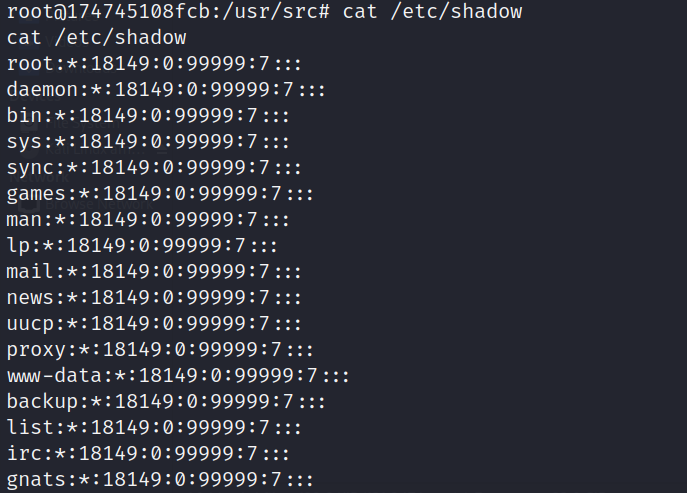 root@174745108fcb:/usr/src# cat /etc/shadow
cat /etc/shadow
root:*:18149:0:99999:7:::
daemon:*:18149:0:99999:7:::
bin:*:18149:0:99999:7:::
sys:*:18149:0:99999:7:::
sync:*:18149:0:99999:7:::
games:*:18149:0:99999:7:::
man:*:18149:0:99999:7:::
lp:*:18149:0:99999:7:::
mail:*:18149:0:99999:7:::
news:*:18149:0:99999:7:::
uucp:*:18149:0:99999:7:::
proxy:*:18149:0:99999:7:::
www-data:*:18149:0:99999:7:::
backup:*:18149:0:99999:7:::
list:*:18149:0:99999:7:::
irc:*:18149:0:99999:7:::
gnats:*:18149:0:99999:7:::